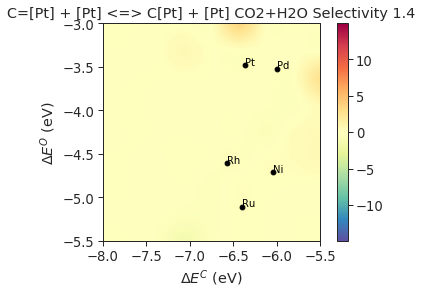 C=[Pt] + [Pt] <=> C[Pt] + [Pt] CO2+H2O Selectivity 1.4
−3.0
−3.5
−4.0
−4.5
−5.0
−5.5
ΔE^O (eV)
Pt
Pd
Rh
Ni
Ru
−8.0 −7.5 −7.0 −6.5 −6.0 −5.5
ΔE^C (eV)
10
5
0
−5
−10